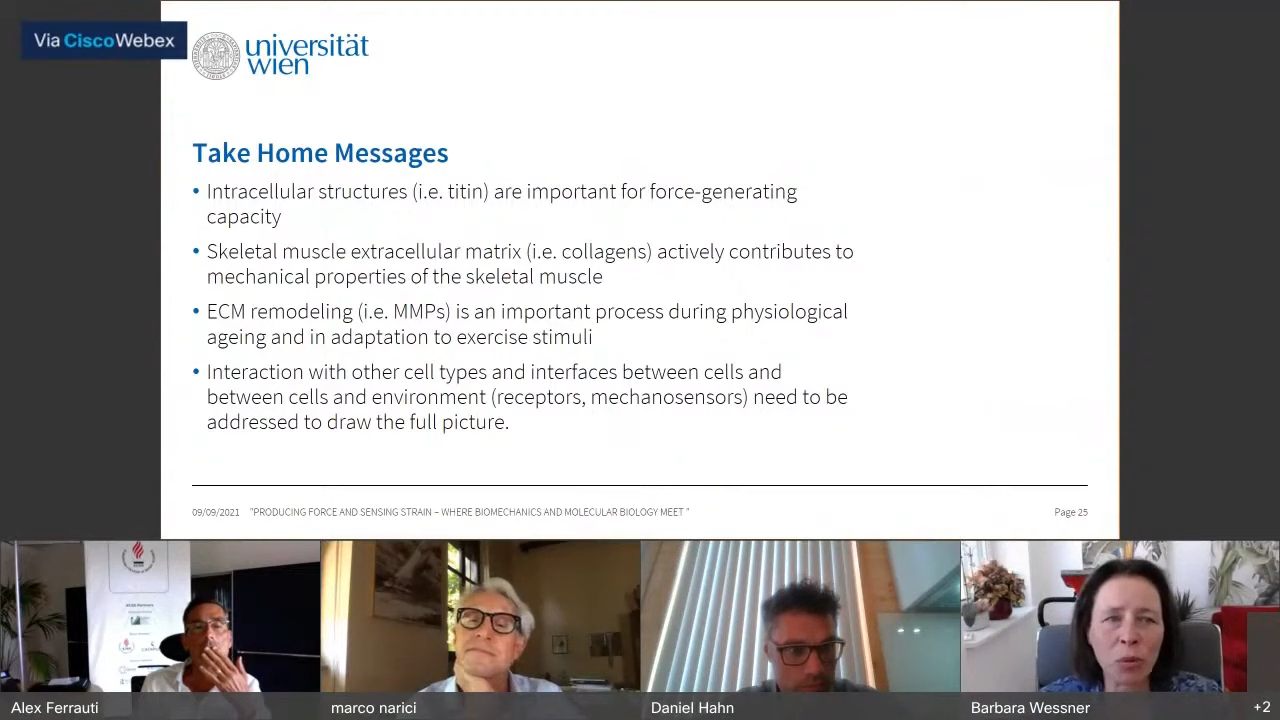 Via CiscoWebex
universität
wien
Take Home Messages
• Intracellular structures (i.e. titin) are important for force-generating
capacity
• Skeletal muscle extracellular matrix (i.e. collagens) actively contributes to
mechanical properties of the skeletal muscle
• ECM remodeling (i.e. MMPs) is an important process during physiological
ageing and in adaptation to exercise stimuli
• Interaction with other cell types and interfaces between cells and
between cells and environment (receptors, mechanosensors) need to be
addressed to draw the full picture.
09/09/2021 "PRODUCING FORCE AND SENSING STRAIN – WHERE BIOMECHANICS AND MOLECULAR BIOLOGY MEET " Page 25
Alex Ferrauti marco narici Daniel Hahn Barbara Wessner +2